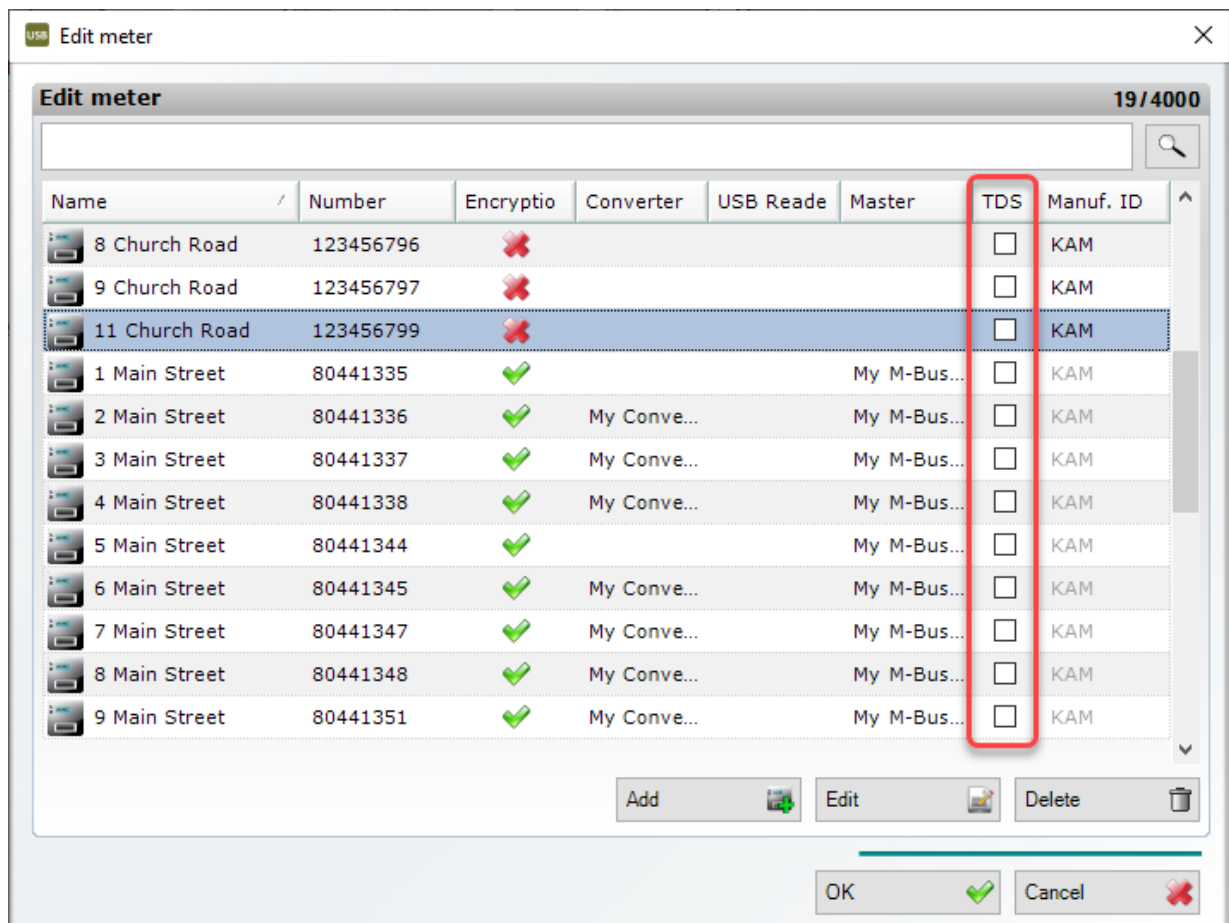 USB Edit meter
Edit meter 19/4000
Name Number Encryptio Converter USB Reade Master TDS Manuf. ID
8 Church Road 123456796 KAM
9 Church Road 123456797 KAM
11 Church Road 123456799 KAM
1 Main Street 80441335 My M-Bus... KAM
2 Main Street 80441336 My Conve... My M-Bus... KAM
3 Main Street 80441337 My Conve... My M-Bus... KAM
4 Main Street 80441338 My Conve... My M-Bus... KAM
5 Main Street 80441344 My M-Bus... KAM
6 Main Street 80441345 My Conve... My M-Bus... KAM
7 Main Street 80441347 My Conve... My M-Bus... KAM
8 Main Street 80441348 My Conve... My M-Bus... KAM
9 Main Street 80441351 My Conve... My M-Bus... KAM
Add Edit Delete
OK Cancel